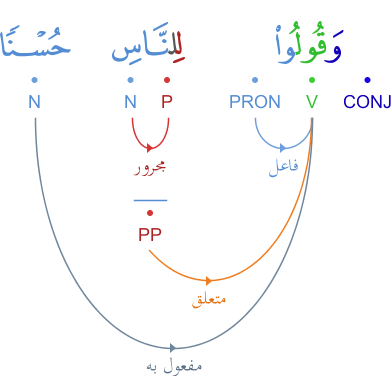 وَقُولُوا۟ لِلنَّاسِ حُسْنًا
CONJ V PRON P N N
فاعل مجرور
PP
متعلق
مفعول به